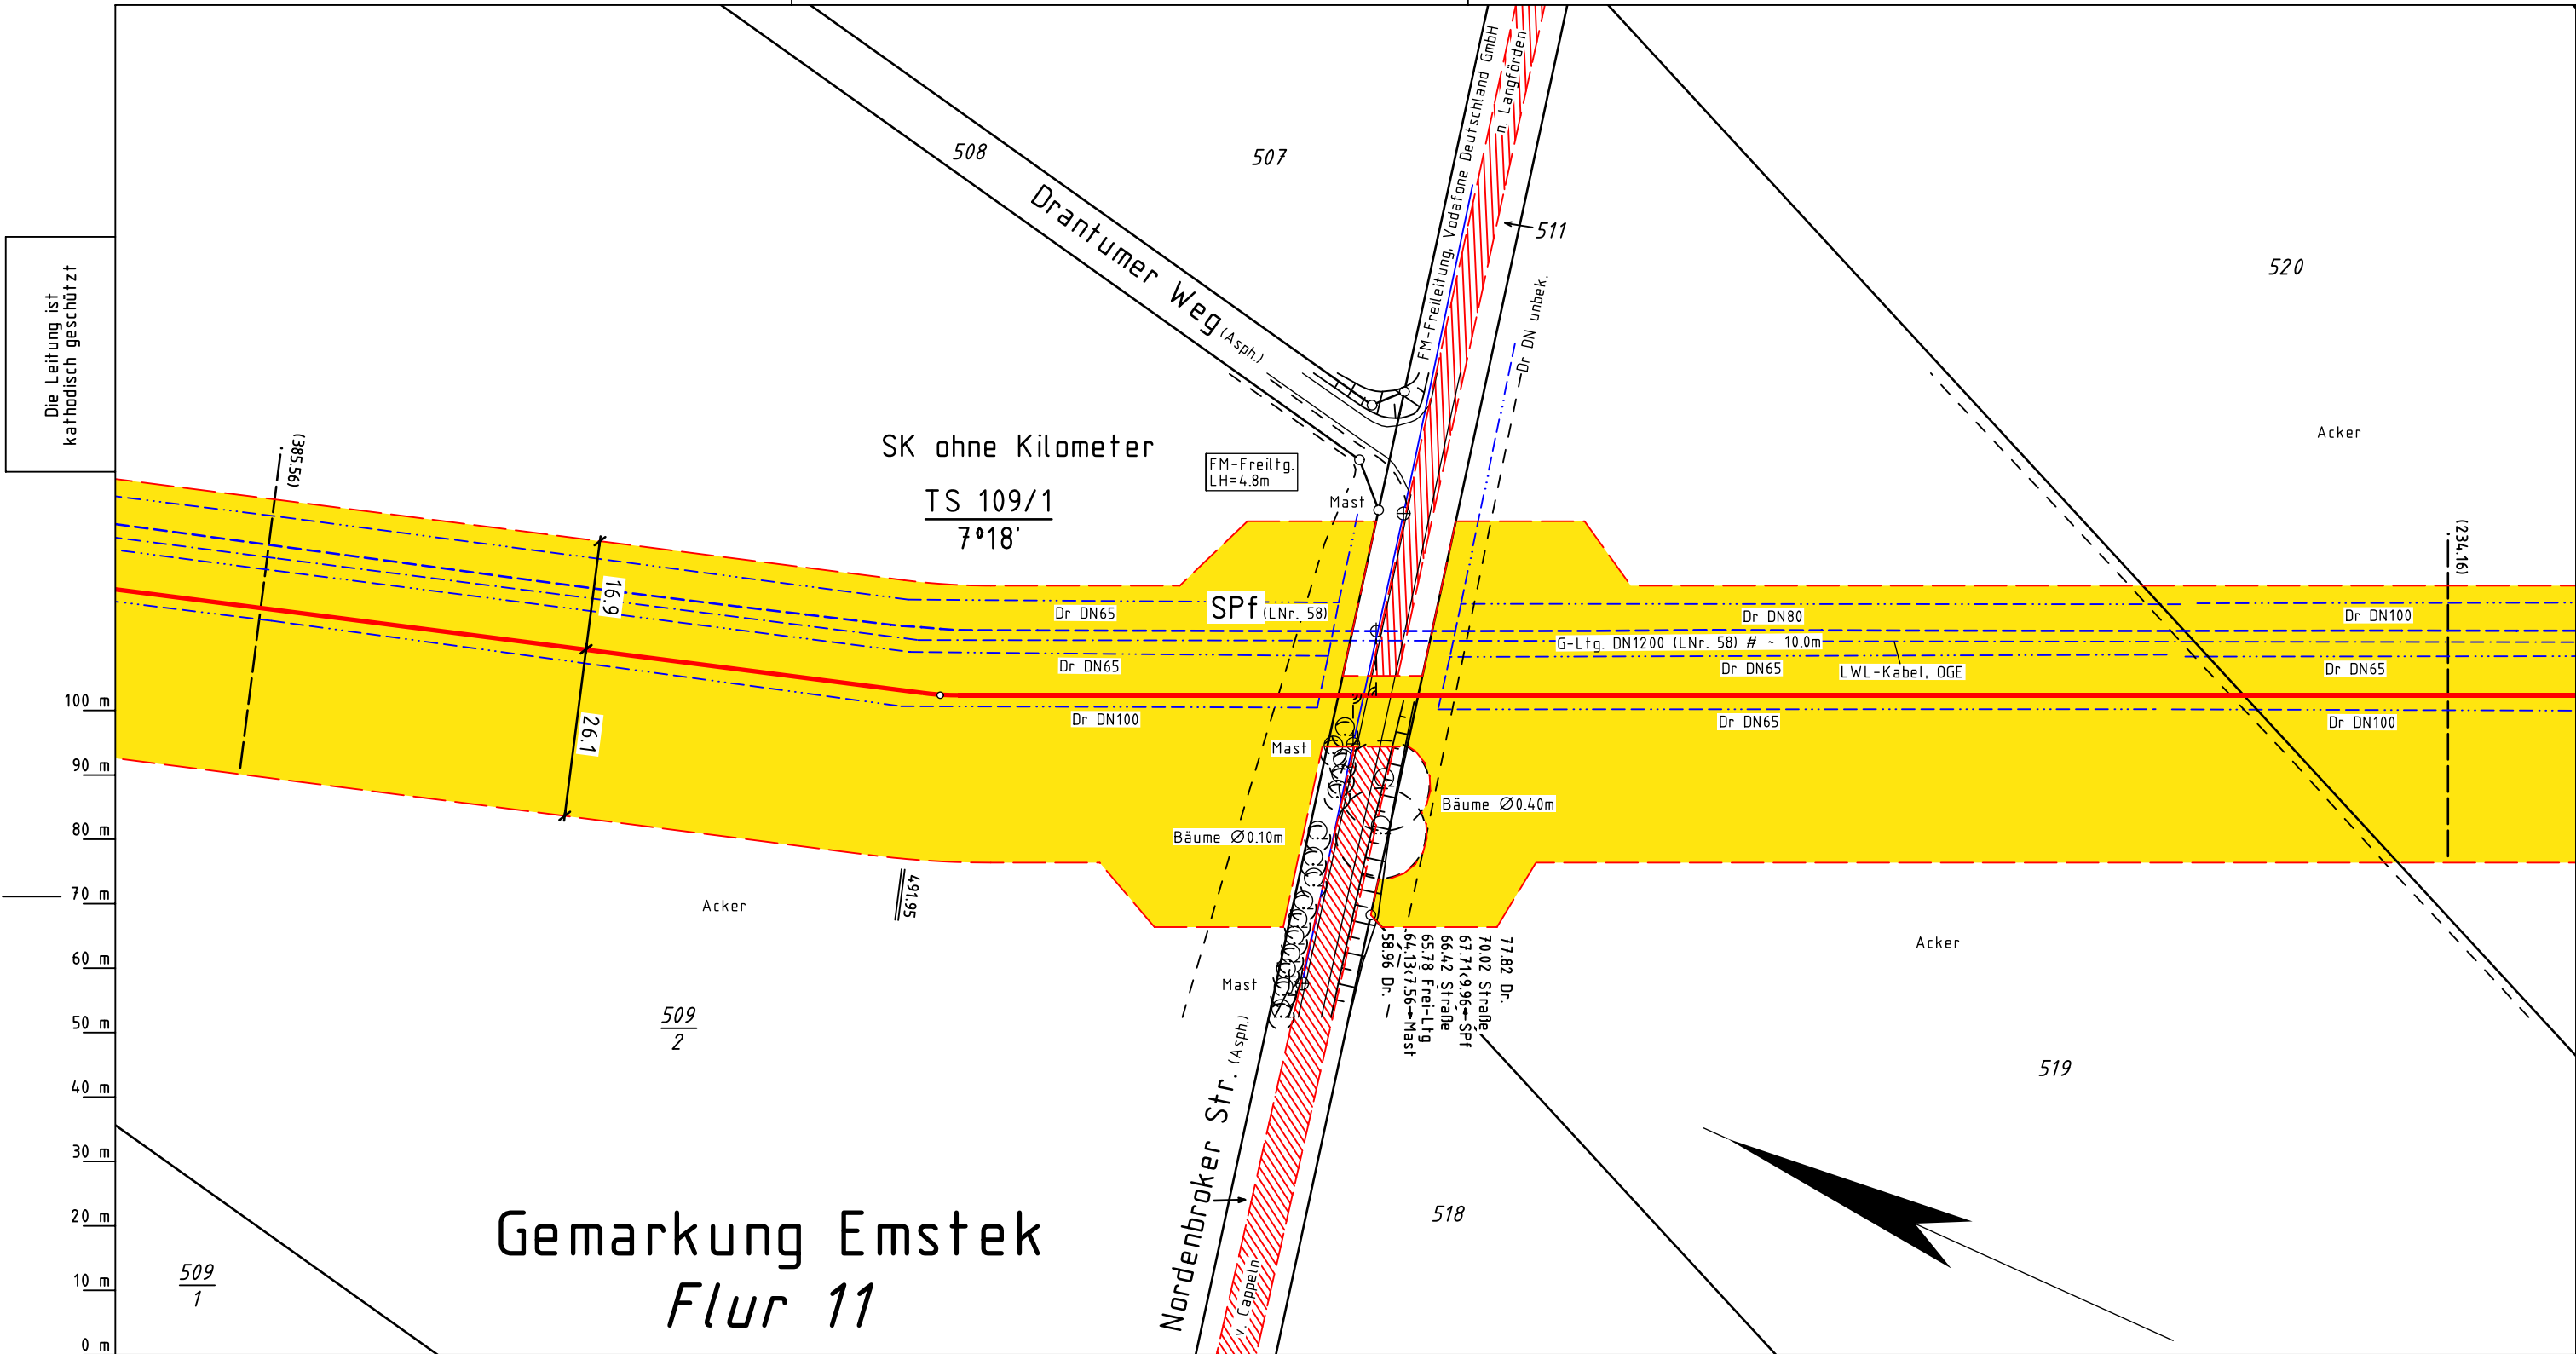 508
507
Drantumer Weg (Asph.)
FM-Freileitung, Vodafone Deutschland GmbH
n. Langförden
511
520
Dr DN unbek.
Acker
Die Leitung ist
kathodisch geschützt
(385.56)
SK ohne Kilometer
TS 109/1
7°18'
FM-Freiltg.
LH=4.8m
Mast
(234.16)
16.9
26.1
Dr DN65
SPf (LNr. 58)
Dr DN80
Dr DN100
G-Ltg. DN1200 (LNr. 58) # ~ 10.0m
Dr DN65
Dr DN65
LWL-Kabel, OGE
Dr DN65
Dr DN100
Dr DN65
Dr DN100
Mast
Bäume Ø0.40m
Bäume Ø0.10m
100 m
90 m
80 m
70 m
60 m
50 m
40 m
30 m
20 m
10 m
0 m
Acker
491.95
Mast
58.96 Dr.
64.13<7.56→Mast
65.78 Frei-Ltg
66.42 Straße
67.71<9.96←SPf
70.02 Straße
77.82 Dr.
Acker
509
2
519
518
Nordenbroker Str. (Asph.)
v. Cappeln
509
1
Gemarkung Emstek
Flur 11